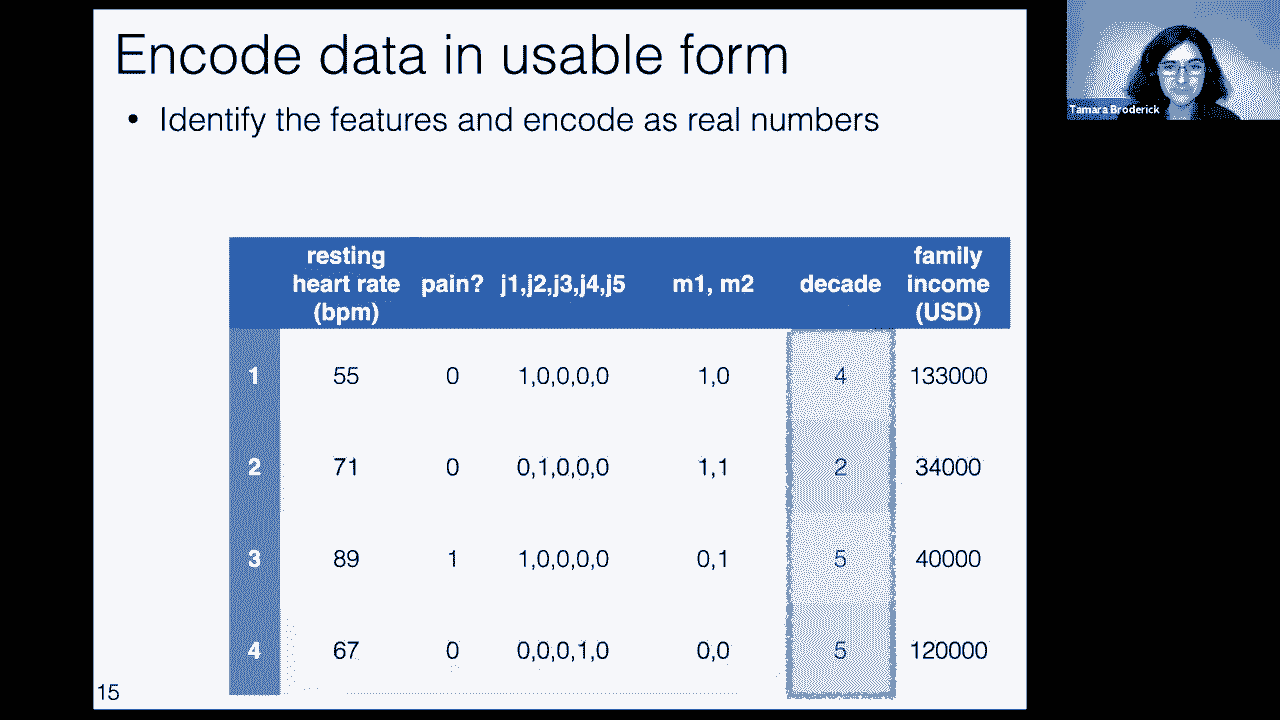 Encode data in usable form
• Identify the features and encode as real numbers
resting heart rate (bpm) pain? j1,j2,j3,j4,j5 m1, m2 decade family income (USD)
1 55 0 1,0,0,0,0 1,0 4 133000
2 71 0 0,1,0,0,0 1,1 2 34000
3 89 1 1,0,0,0,0 0,1 5 40000
4 67 0 0,0,0,1,0 0,0 5 120000
15
Tamara Broderick